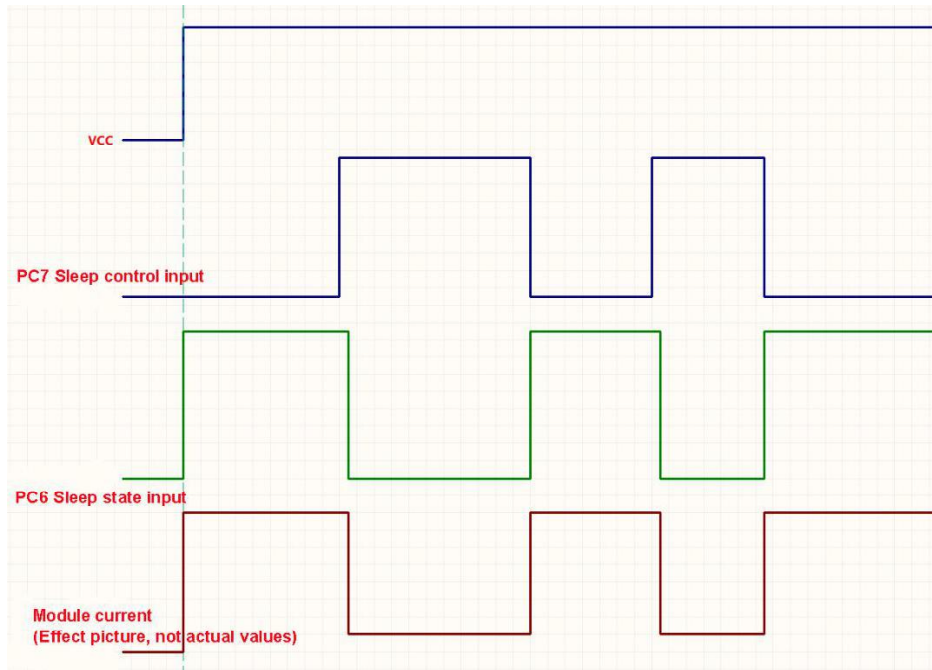 VCC
PC7 Sleep control input
PC6 Sleep state input
Module current
(Effect picture, not actual values)